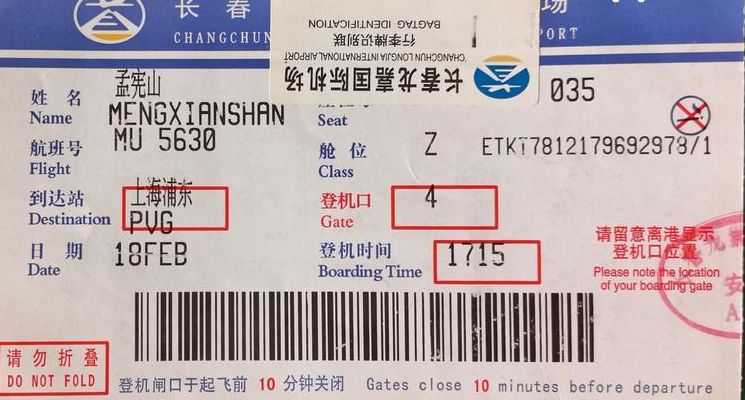 长春
场
CHANGCHUN
PORT
BAGTAG IDENTIFICATION
行李牌识别联
CHANGCHUN LONGJIA INTERNATIONAL AIRPORT
长春龙嘉国际机场
姓名 孟宪山
Name MENGXIANSHAN
Seat 035
航班号 MU 5630
Flight
舱位 Z ETKT7812179692978/1
Class
到达站 上海浦东
Destination PVG
登机口 4
Gate
日期 18FEB
Date
登机时间 1715
Boarding Time
请留意离港显示
登机口位置
Please note the location
of your boarding gate
请勿折叠
DO NOT FOLD
登机闸口于起飞前 10 分钟关闭 Gates close 10 minutes before departure